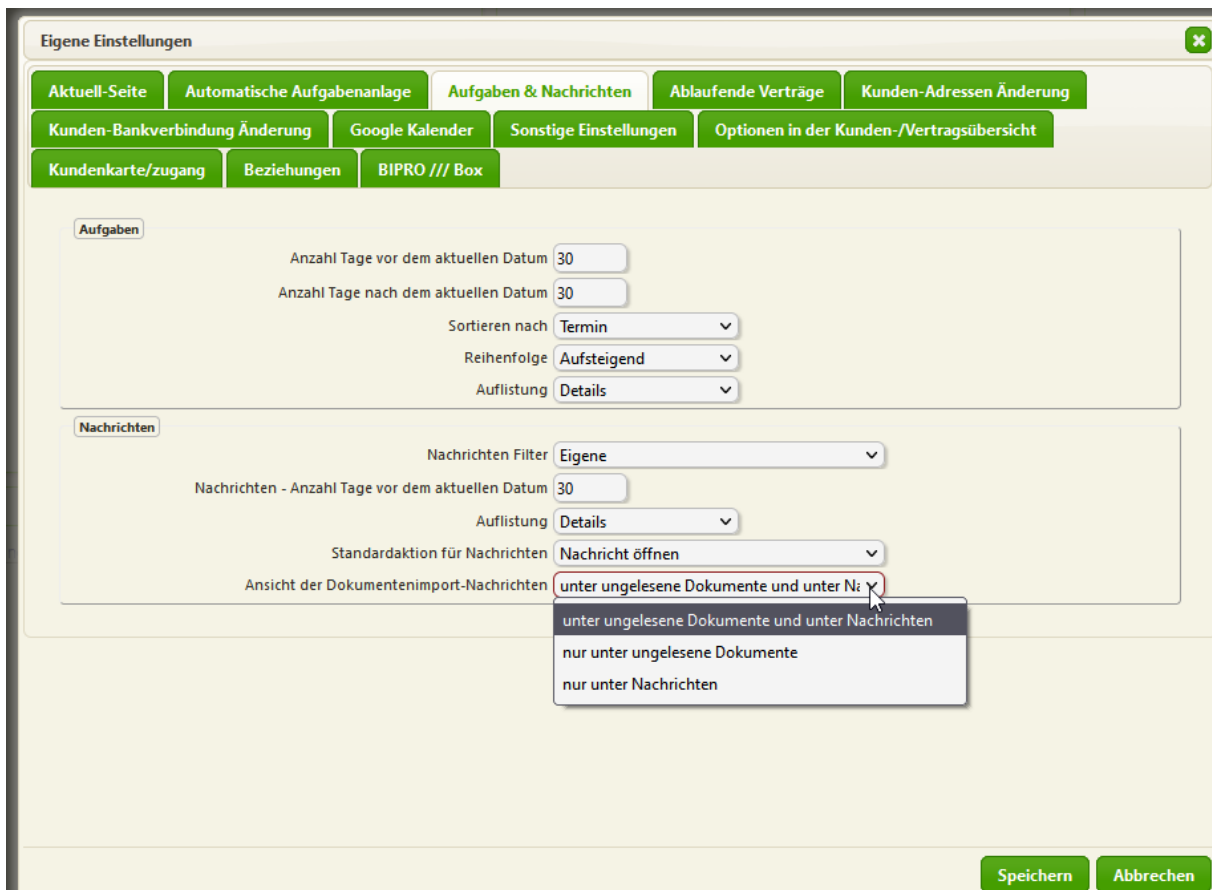 Eigene Einstellungen
Aktuell-Seite Automatische Aufgabenanlage Aufgaben & Nachrichten Ablaufende Verträge Kunden-Adressen Änderung
Kunden-Bankverbindung Änderung Google Kalender Sonstige Einstellungen Optionen in der Kunden-/Vertragsübersicht
Kundenkarte/zugang Beziehungen BIPRO /// Box
Aufgaben
Anzahl Tage vor dem aktuellen Datum 30
Anzahl Tage nach dem aktuellen Datum 30
Sortieren nach Termin
Reihenfolge Aufsteigend
Auflistung Details
Nachrichten
Nachrichten Filter Eigene
Nachrichten - Anzahl Tage vor dem aktuellen Datum 30
Auflistung Details
Standardaktion für Nachrichten Nachricht öffnen
Ansicht der Dokumentenimport-Nachrichten unter ungelesene Dokumente und unter Na
unter ungelesene Dokumente und unter Nachrichten
nur unter ungelesene Dokumente
nur unter Nachrichten
Speichern Abbrechen